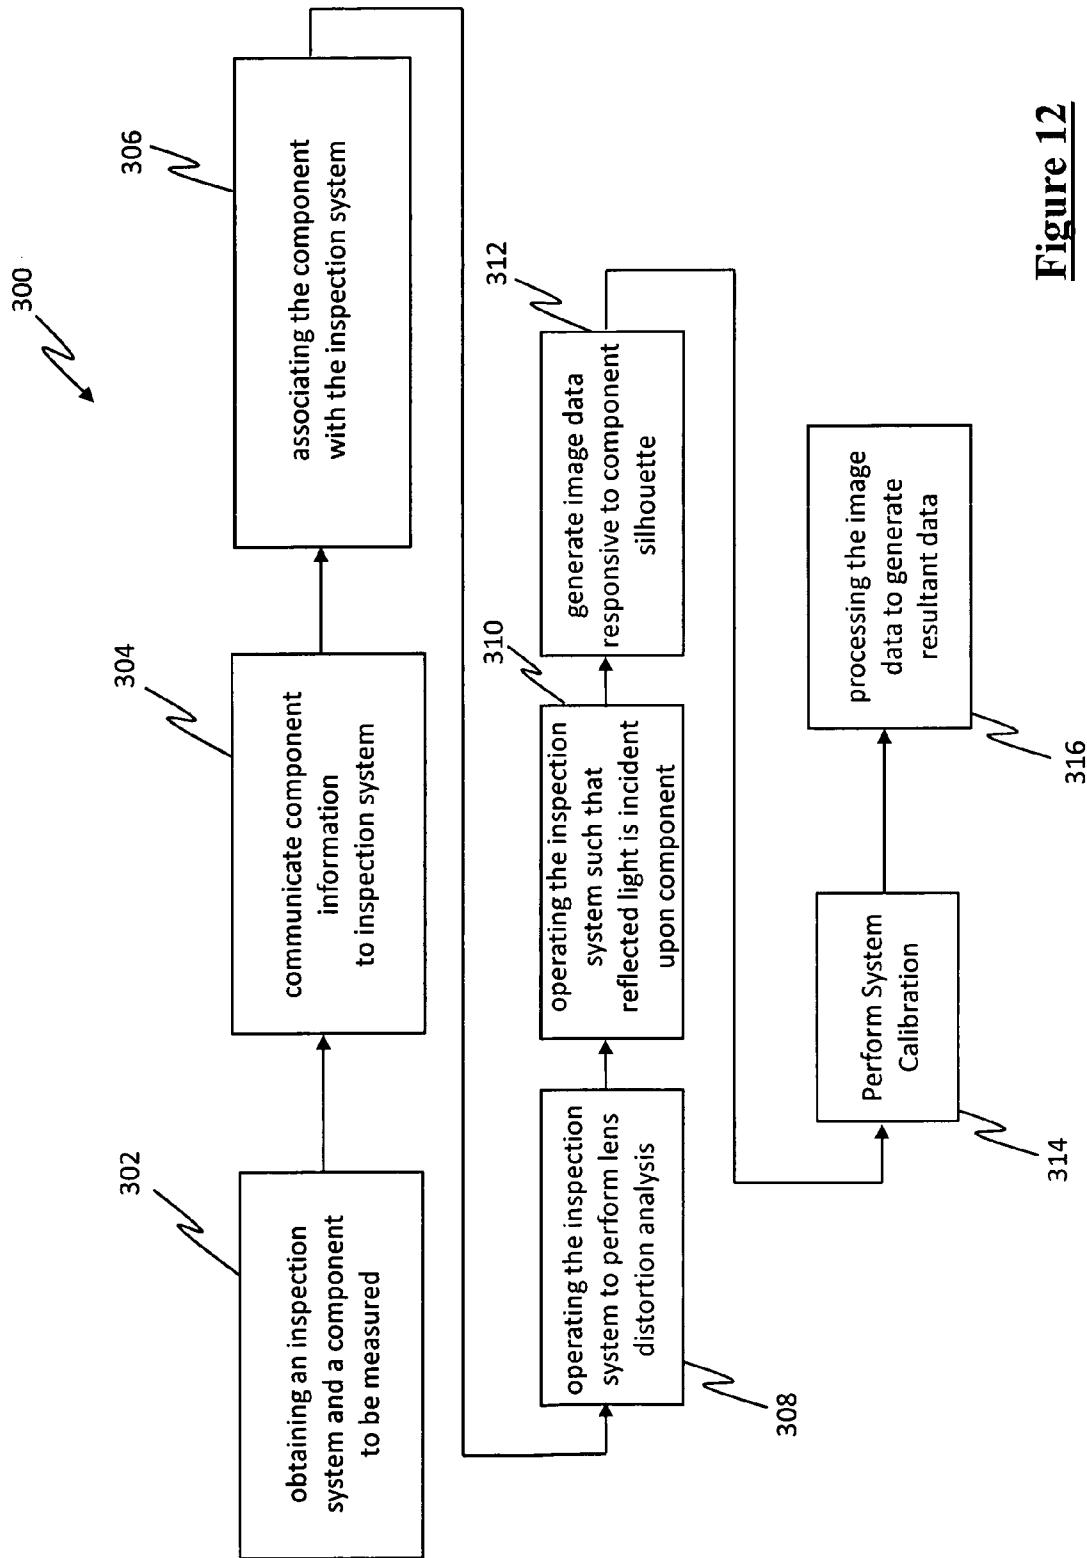 300
302
obtaining an inspection
system and a component
to be measured
304
communicate component
information
to inspection system
306
associating the component
with the inspection system
operating the inspection
system to perform lens
distortion analysis
308
310
operating the inspection
system such that
reflected light is incident
upon component
312
generate image data
responsive to component
silhouette
Perform System
Calibration
314
processing the image
data to generate
resultant data
316
Figure 12